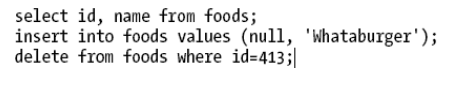 select id, name from foods;
insert into foods values (null, 'Whataburger');
delete from foods where id=413;